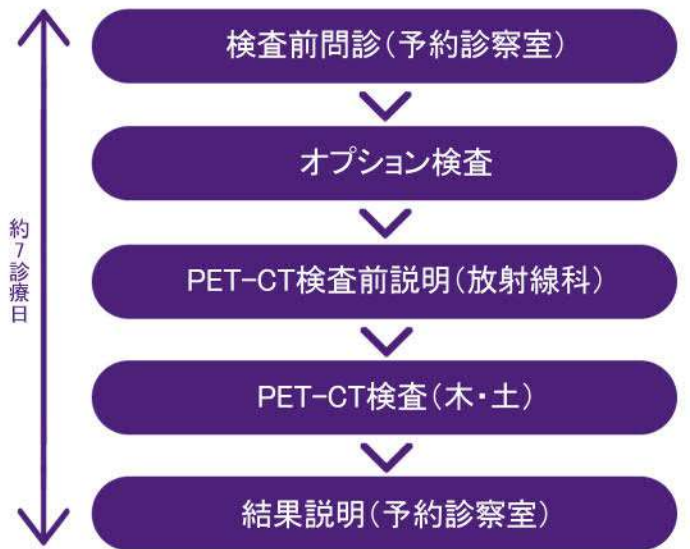 検査前問診(予約診察室)
オプション検査
PET-CT検査前説明(放射線科)
PET-CT検査(木・土)
結果説明(予約診察室)
約7診療日